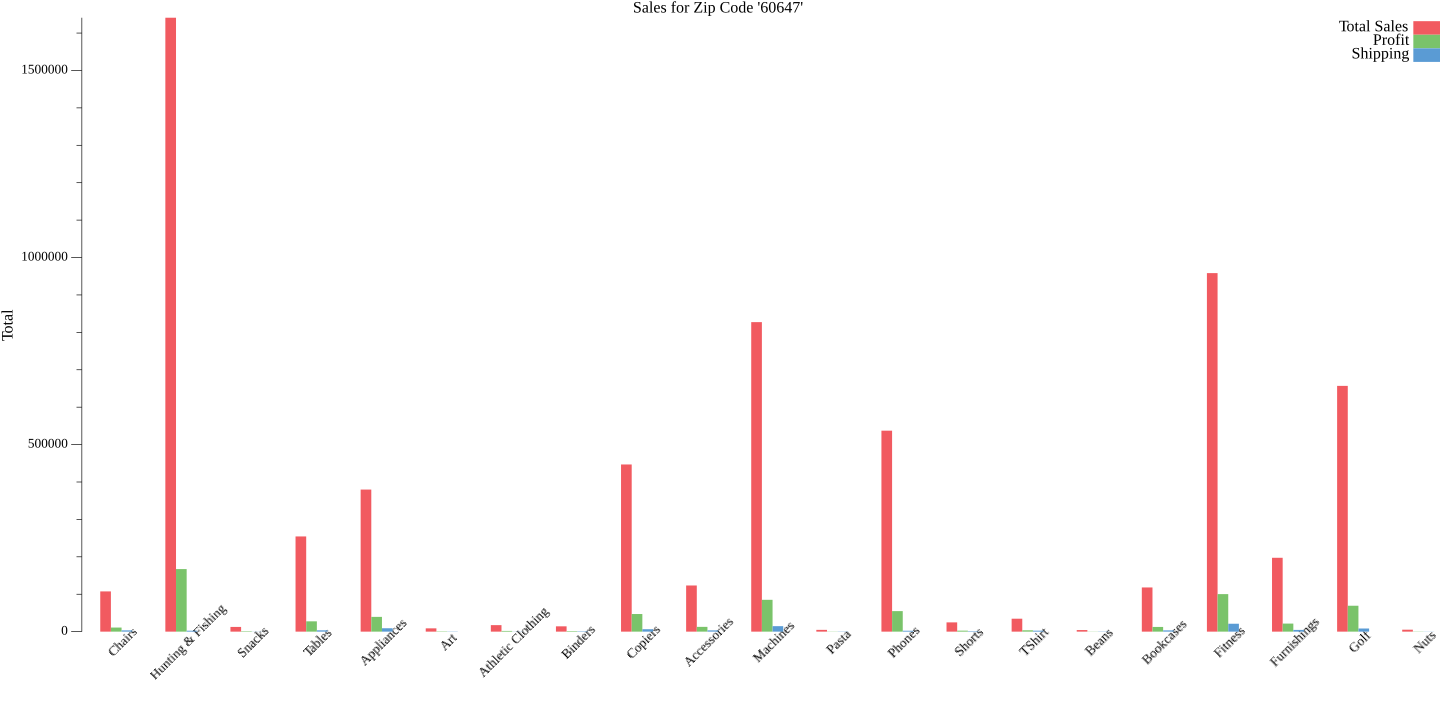 Sales for Zip Code '60647'
Total Sales
Profit
Shipping
Total
1500000
1000000
500000
0
Chairs
Hunting & Fishing
Snacks
Tables
Appliances
Art
Athletic Clothing
Binders
Copiers
Accessories
Machines
Pasta
Phones
Shorts
TShirt
Beans
Bookcases
Fitness
Furnishings
Golf
Nuts